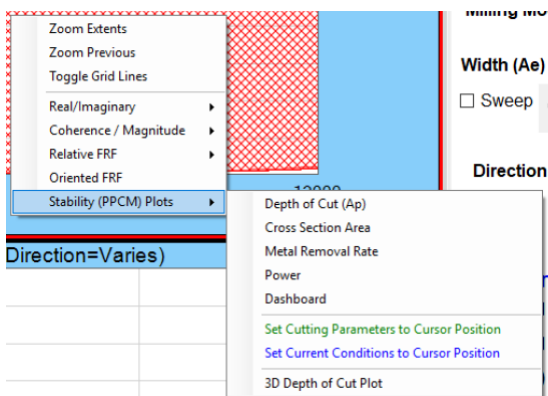 Zoom Extents
Zoom Previous
Toggle Grid Lines
Real/Imaginary
Coherence / Magnitude
Relative FRF
Oriented FRF
Stability (PPCM) Plots
Depth of Cut (Ap)
Cross Section Area
Metal Removal Rate
Power
Dashboard
Set Cutting Parameters to Cursor Position
Set Current Conditions to Cursor Position
3D Depth of Cut Plot
Width (Ae)
Sweep
Direction
Direction=Varies)